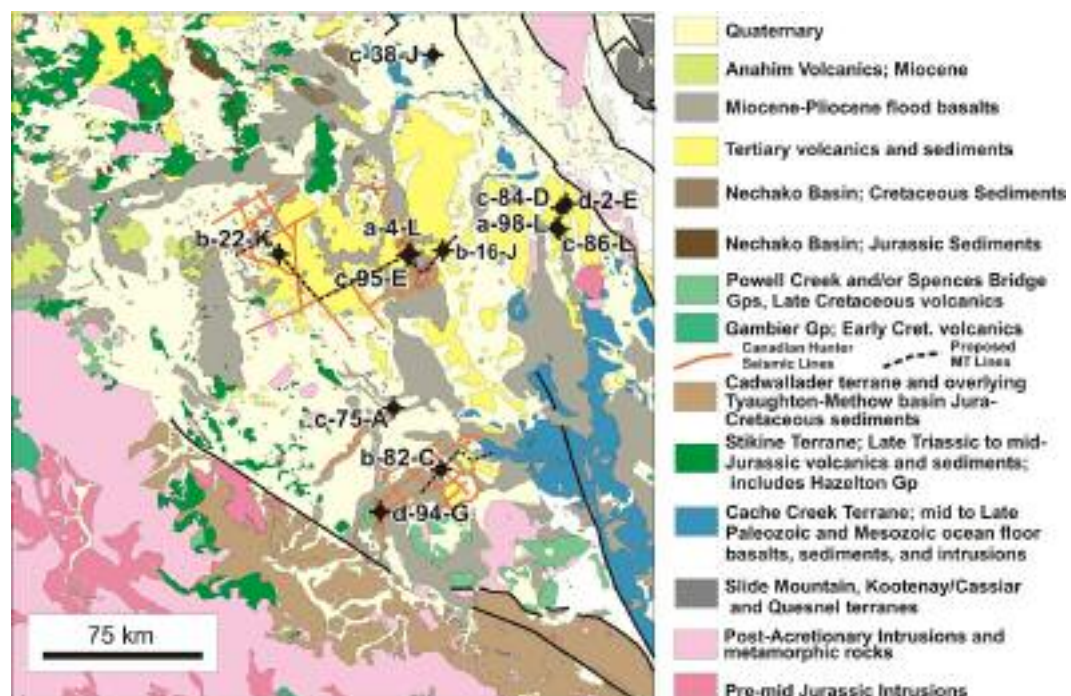 c-38-J
c-84-D
d-2-E
a-98-L
c-86-L
b-22-K
a-4-L
b-16-J
c-95-E
c-75-A
b-82-C
d-94-G
75 km
Quaternary
Anahim Volcanics; Miocene
Miocene-Pliocene flood basalts
Tertiary volcanics and sediments
Nechako Basin; Cretaceous Sediments
Nechako Basin; Jurassic Sediments
Powell Creek and/or Spences Bridge
Gps, Late Cretaceous volcanics
Gambier Gp; Early Cret. volcanics
Canadian Hunter
Seismic Lines
Proposed
MT Lines
Cadwallader terrane and overlying
Tyaughton-Methow basin Jura-
Cretaceous sediments
Stikine Terrane; Late Triassic to mid-
Jurassic volcanics and sediments;
includes Hazelton Gp
Cache Creek Terrane; mid to Late
Paleozoic and Mesozoic ocean floor
basalts, sediments, and intrusions
Slide Mountain, Kootenay/Cassiar
and Quesnel terranes
Post-Acretionary Intrusions and
metamorphic rocks
Pre-mid Jurassic Intrusions